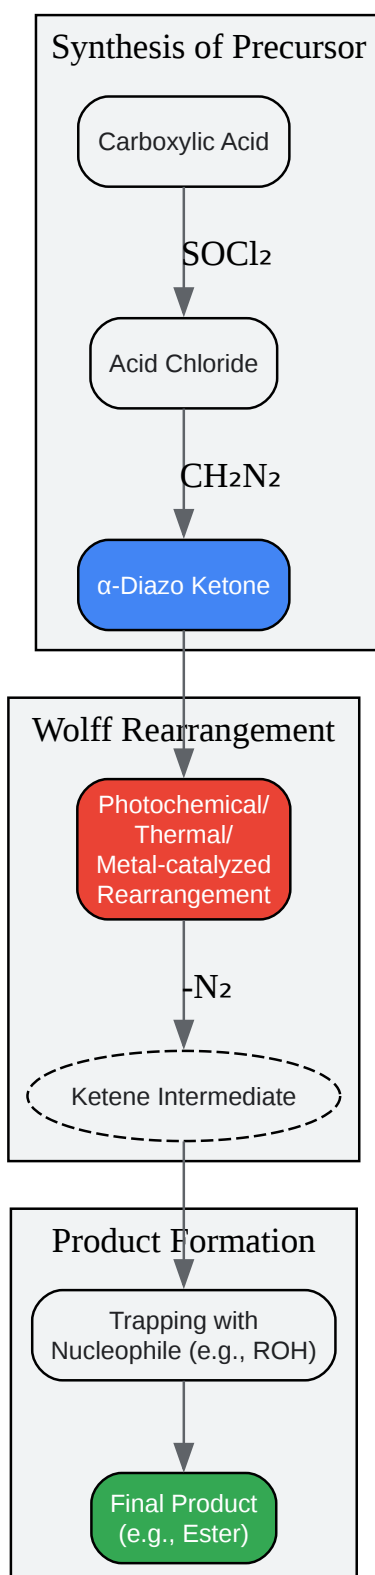 Synthesis of Precursor
Carboxylic Acid
SOCl₂
Acid Chloride
CH₂N₂
α-Diazo Ketone
Wolff Rearrangement
Photochemical/
Thermal/
Metal-catalyzed
Rearrangement
-N₂
Ketene Intermediate
Product Formation
Trapping with
Nucleophile (e.g., ROH)
Final Product
(e.g., Ester)